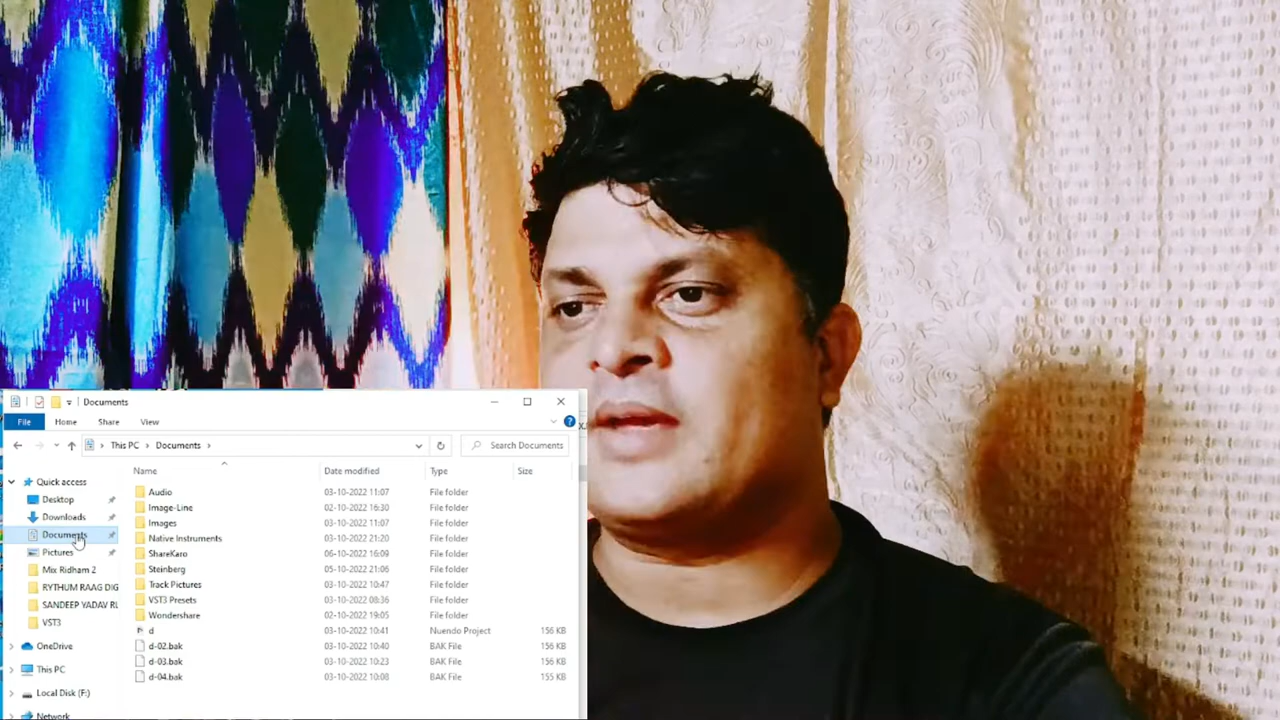 Documents
File Home Share View
This PC Documents Search Documents
Name Date modified Type Size
Quick access
Desktop
Downloads
Documents
Pictures
Mix Ridham 2
RYTHUM RAAG DIG
SANDEEP YADAV RL
VST3
OneDrive
This PC
Local Disk (F:)
Network
Audio 03-10-2022 11:07 File folder
Image-Line 02-10-2022 16:30 File folder
Images 03-10-2022 11:07 File folder
Native Instruments 03-10-2022 21:20 File folder
ShareKaro 06-10-2022 16:09 File folder
Steinberg 05-10-2022 21:06 File folder
Track Pictures 03-10-2022 10:47 File folder
VST3 Presets 03-10-2022 08:36 File folder
Wondershare 02-10-2022 19:05 File folder
d 03-10-2022 10:41 Nuendo Project 156 KB
d-02.bak 03-10-2022 10:40 BAK File 156 KB
d-03.bak 03-10-2022 10:23 BAK File 156 KB
d-04.bak 03-10-2022 10:08 BAK File 155 KB